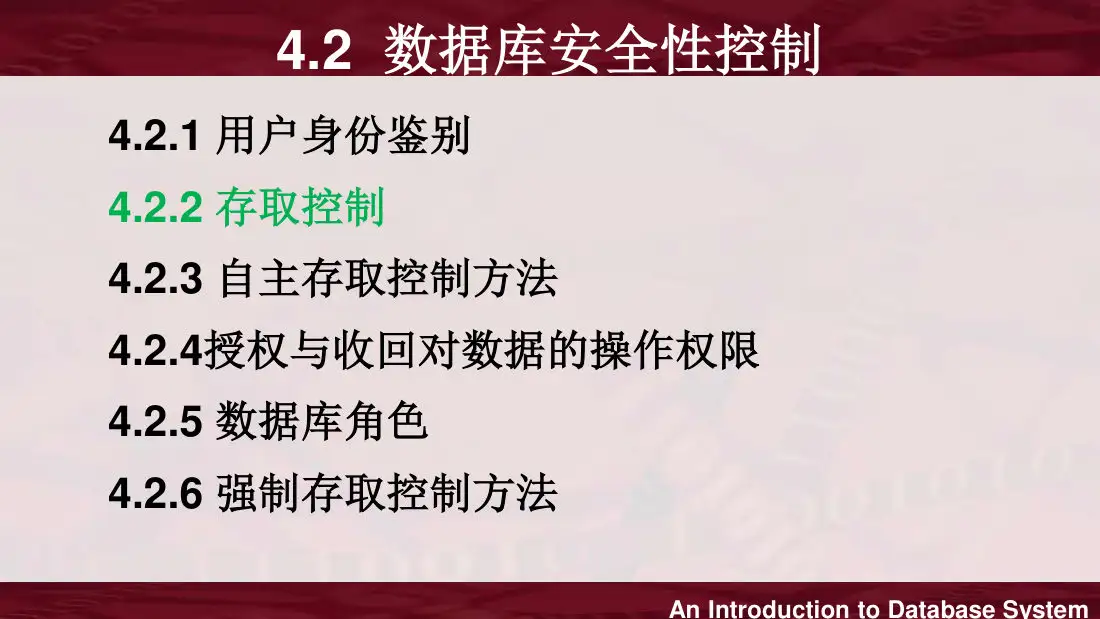 4.2 数据库安全性控制
4.2.1 用户身份鉴别
4.2.2 存取控制
4.2.3 自主存取控制方法
4.2.4授权与收回对数据的操作权限
4.2.5 数据库角色
4.2.6 强制存取控制方法
An Introduction to Database System